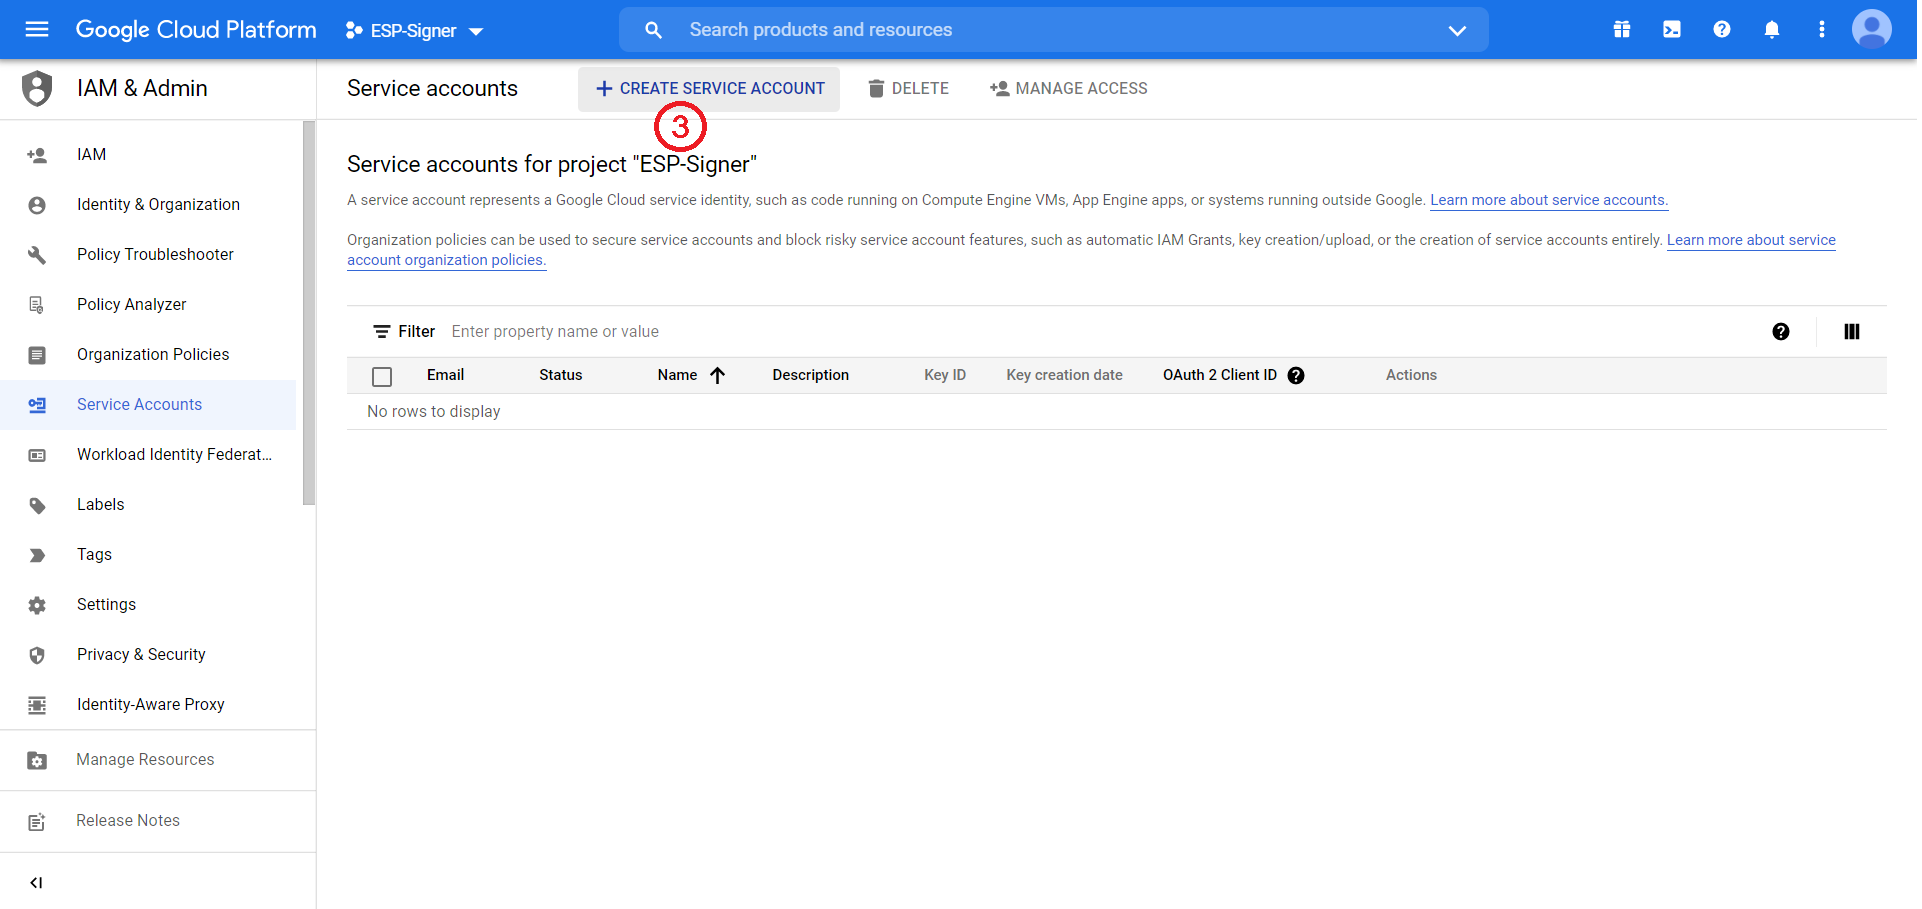 Google Cloud Platform
ESP-Signer
Search products and resources
IAM & Admin
Service accounts
CREATE SERVICE ACCOUNT
DELETE
MANAGE ACCESS
3
IAM
Identity & Organization
Policy Troubleshooter
Policy Analyzer
Organization Policies
Service Accounts
Workload Identity Federat...
Labels
Tags
Settings
Privacy & Security
Identity-Aware Proxy
Manage Resources
Release Notes
Service accounts for project "ESP-Signer"
A service account represents a Google Cloud service identity, such as code running on Compute Engine VMs, App Engine apps, or systems running outside Google. Learn more about service accounts.
Organization policies can be used to secure service accounts and block risky service account features, such as automatic IAM Grants, key creation/upload, or the creation of service accounts entirely. Learn more about service
account organization policies.
Filter Enter property name or value
Email Status Name Description Key ID Key creation date OAuth 2 Client ID Actions
No rows to display